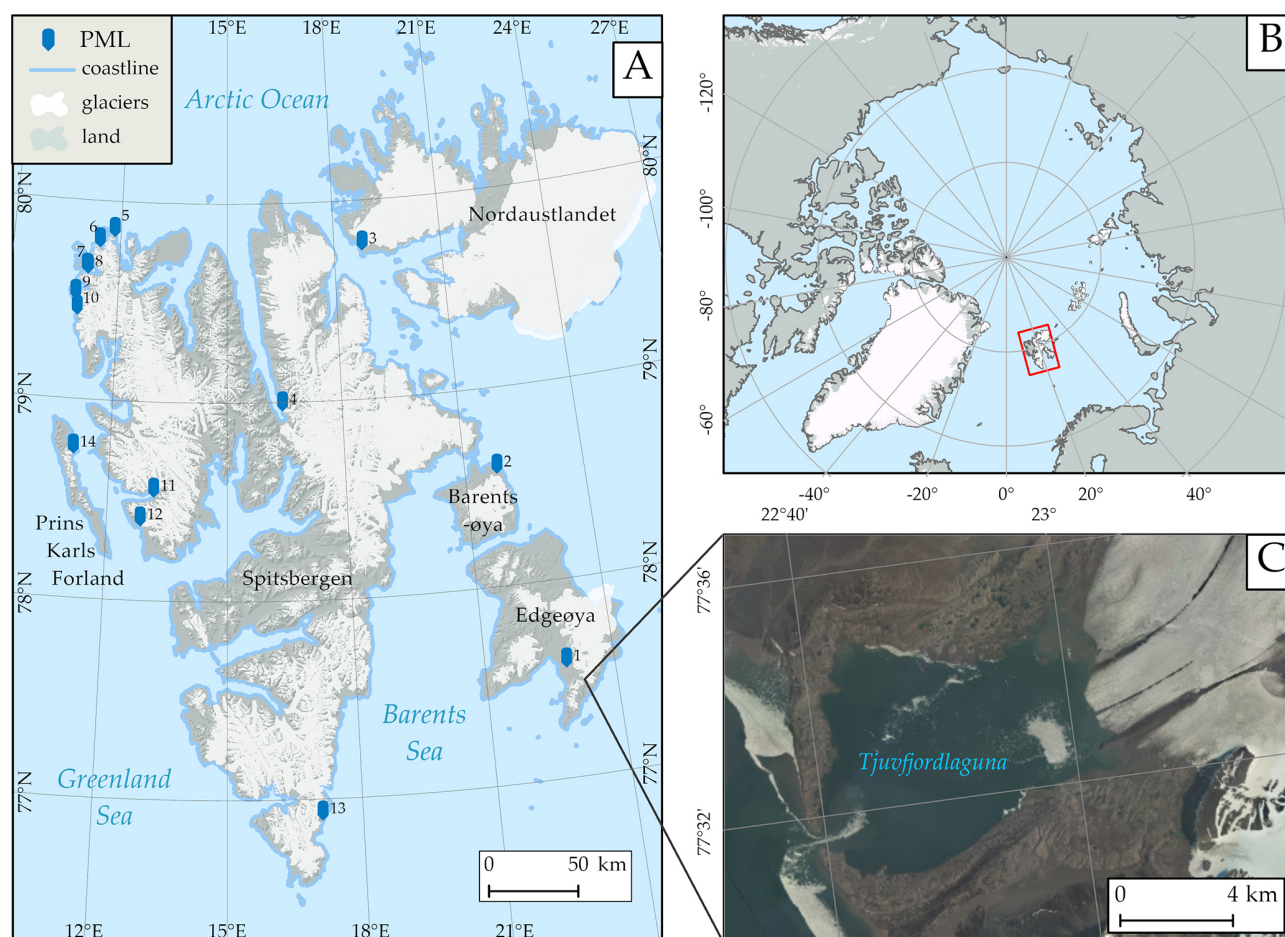 15°E
18°E
21°E
24°E
27°E
PML
coastline
glaciers
land
A
Arctic Ocean
80°N
80°N
Nordaustlandet
5
6
3
7
8
9
10
79°N
79°N
4
14
2
11
12
Barents
-øya
Prins
Karls
Forland
Spitsbergen
78°N
78°N
Edgeøya
1
Barents
Sea
Greenland
Sea
77°N
77°N
13
0
50 km
12°E
15°E
18°E
21°E
B
-120°
-100°
-80°
-60°
-40°
-20°
0°
20°
40°
22°40'
23°
C
77°36'
77°32'
Tjuvfjordlaguna
0
4 km